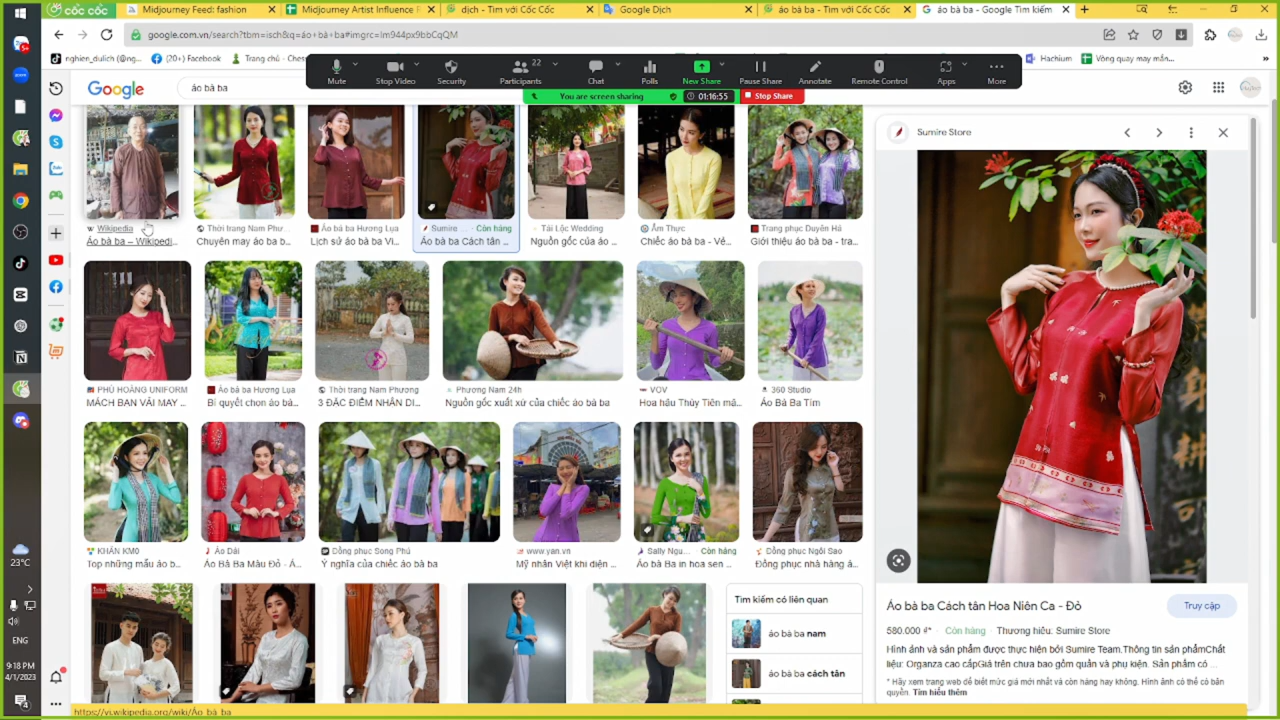 cốc cốc
Midjourney Feed: fashion
Midjourney Artist Influence
dịch - Tìm với Cốc Cốc
Google Dịch
áo bà ba - Tìm với Cốc Cốc
áo bà ba - Google Tìm kiếm
google.com.vn/search?tbm=isch&q=áo+bà+ba#imgrc=Im944px9bbCqQM
nghien_dulich (@ng...
(20+) Facebook
Trang chủ - Chess
Hachium
Vòng quay may mắn...
Mute
Stop Video
Security
Participants
22
Chat
Polls
New Share
Pause Share
Annotate
Remote Control
Apps
More
You are screen sharing
01:16:55
Stop Share
Google
áo bà ba
Sumire Store
Wikipedia
Áo bà ba – Wikipedi...
Thời trang Nam Phư...
Chuyên may áo ba b...
Áo bà ba Hương Lụa
Lịch sử áo bà ba Vi...
Sumire ...
Còn hàng
Áo bà ba Cách tân ...
Tài Lộc Wedding
Nguồn gốc của áo ...
Ẩm Thực
Chiếc áo bà ba - Vẻ...
Trang phục Duyên Hà
Giới thiệu áo bà ba - tra...
PHÚ HOÀNG UNIFORM
MÁCH BẠN VẢI MAY ...
Áo bà ba Hương Lụa
Bí quyết chọn áo bà...
Thời trang Nam Phương
3 ĐẶC ĐIỂM NHẬN DI...
Phương Nam 24h
Nguồn gốc xuất xứ của chiếc áo bà ba
VOV
Hoa hậu Thùy Tiên mặ...
360 Studio
Áo Bà Ba Tím
KHĂN KM0
Top những mẫu áo b...
Áo Dài
Áo Bà Ba Màu Đỏ - Á...
Đồng phục Song Phú
Ý nghĩa của chiếc áo bà ba
www.yan.vn
Mỹ nhân Việt khi diện ...
Sally Ngu...
Còn hàng
Áo bà Ba in hoa sen ...
Đồng phục Ngôi Sao
Đồng phục nhà hàng á...
Tìm kiếm có liên quan
áo bà ba nam
áo bà ba cách tân
Áo bà ba Cách tân Hoa Niên Ca - Đỏ
Truy cập
580.000 ₫*
Còn hàng
Thương hiệu: Sumire Store
Hình ảnh và sản phẩm được thực hiện bởi Sumire Team.Thông tin sản phẩmChất
liệu: Organza cao cấpGiá trên chưa bao gồm quần và phụ kiện. Sản phẩm có ...
* Hãy xem trang web để biết mức giá mới nhất và còn hàng hay không. Hình ảnh có thể có bản
quyền. Tìm hiểu thêm
23°C
ENG
9:18 PM
4/1/2023
https://vi.wikipedia.org/wiki/Áo_bà_ba